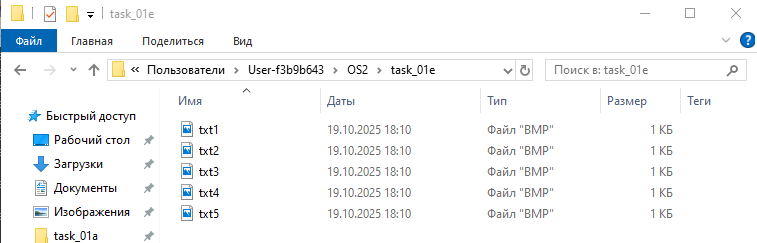 task_01e
Файл Главная Поделиться Вид
« Пользователи > User-f3b9b643 > OS2 > task_01e Поиск в: task_01e
Имя Даты Тип Размер Теги
Быстрый доступ
Рабочий стол
Загрузки
Документы
Изображения
task_01a
txt1 19.10.2025 18:10 Файл "BMP" 1 КБ
txt2 19.10.2025 18:10 Файл "BMP" 1 КБ
txt3 19.10.2025 18:10 Файл "BMP" 1 КБ
txt4 19.10.2025 18:10 Файл "BMP" 1 КБ
txt5 19.10.2025 18:10 Файл "BMP" 1 КБ